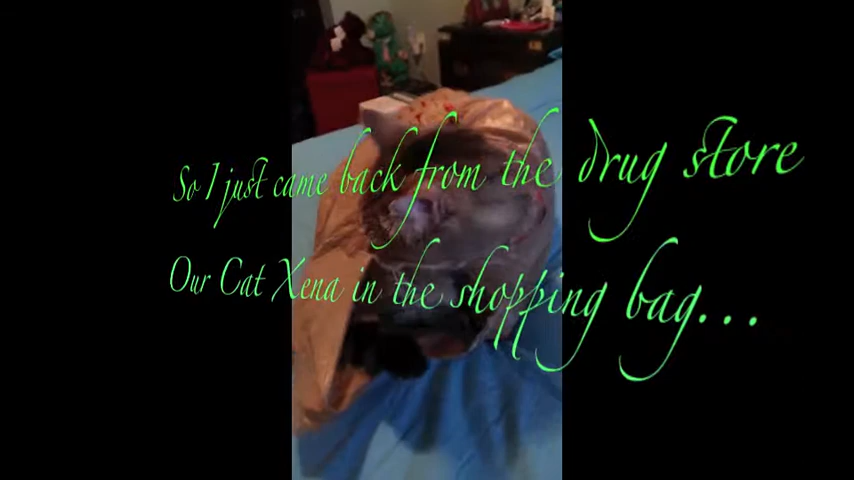 So I just came back from the drug store
Our Cat Xena in the shopping bag...